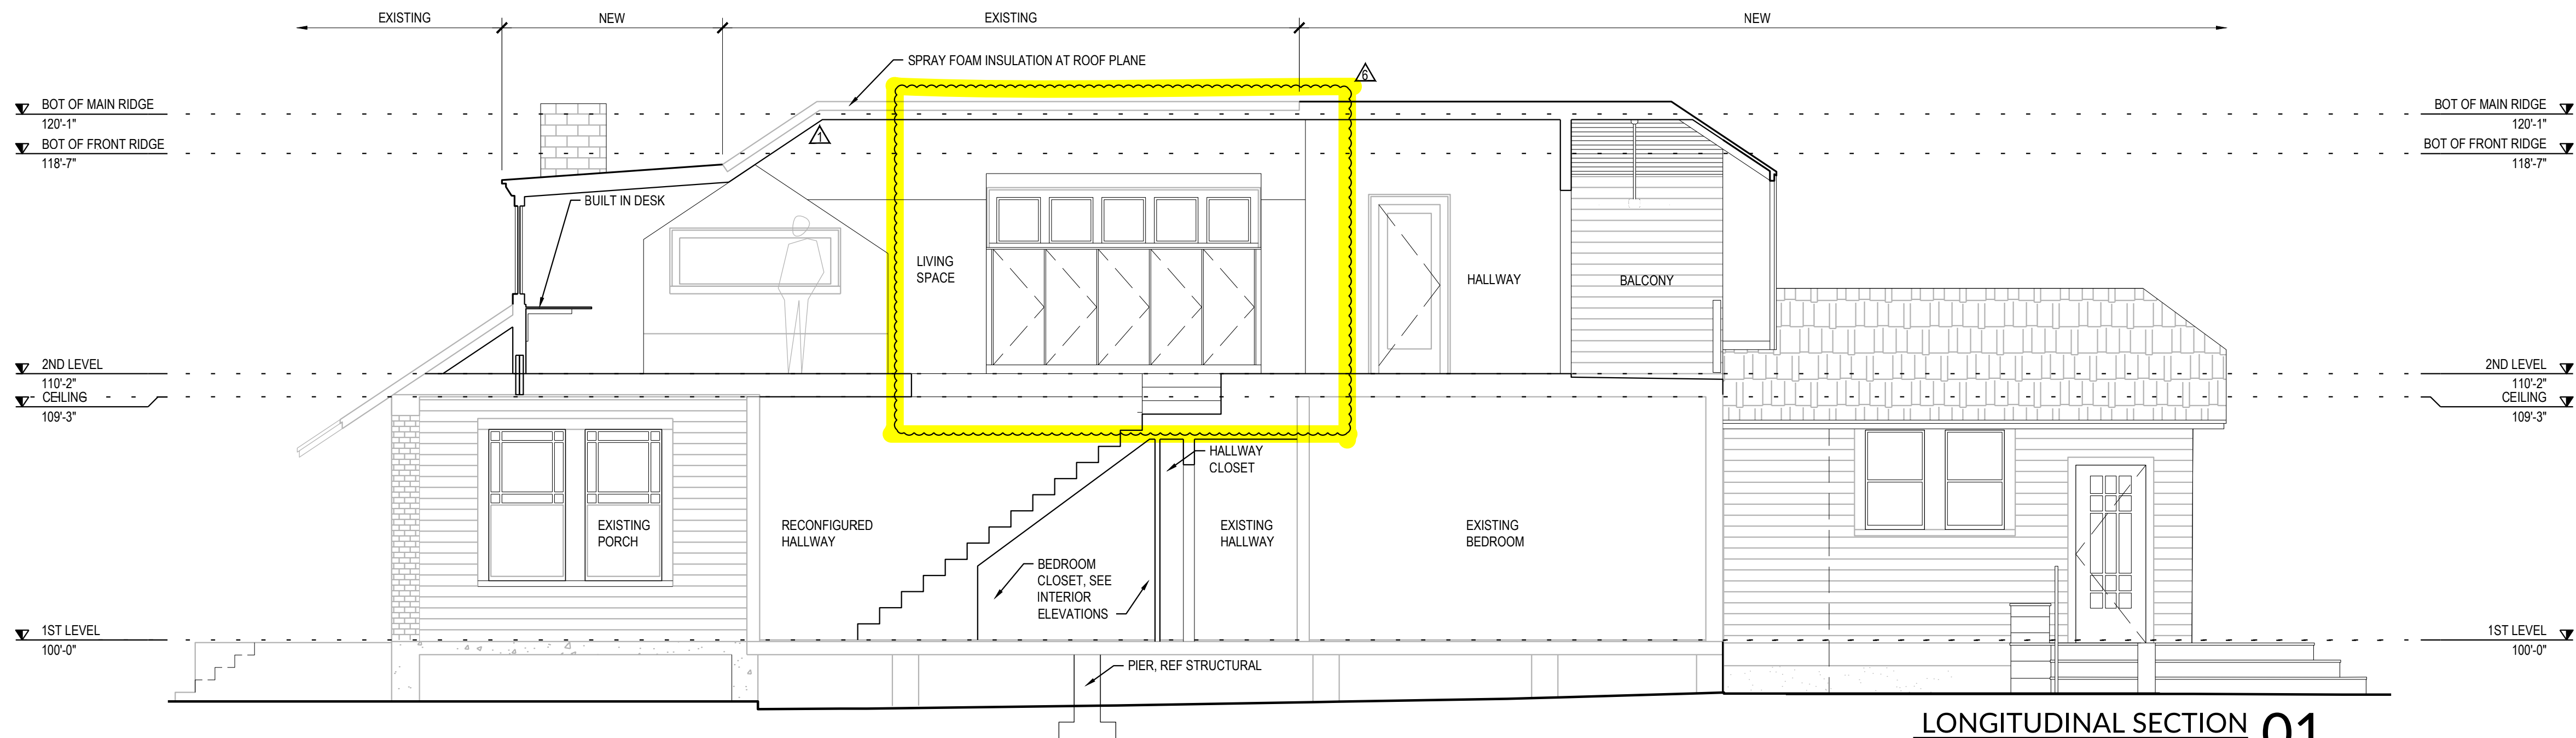 EXISTING
NEW
EXISTING
NEW
SPRAY FOAM INSULATION AT ROOF PLANE
6
BOT OF MAIN RIDGE
120'-1"
BOT OF FRONT RIDGE
118'-7"
1
BOT OF MAIN RIDGE
120'-1"
BOT OF FRONT RIDGE
118'-7"
BUILT IN DESK
LIVING
SPACE
HALLWAY
BALCONY
2ND LEVEL
110'-2"
CEILING
109'-3"
2ND LEVEL
110'-2"
CEILING
109'-3"
HALLWAY
CLOSET
EXISTING
PORCH
RECONFIGURED
HALLWAY
EXISTING
HALLWAY
EXISTING
BEDROOM
BEDROOM
CLOSET, SEE
INTERIOR
ELEVATIONS
1ST LEVEL
100'-0"
1ST LEVEL
100'-0"
PIER, REF STRUCTURAL
LONGITUDINAL SECTION 01